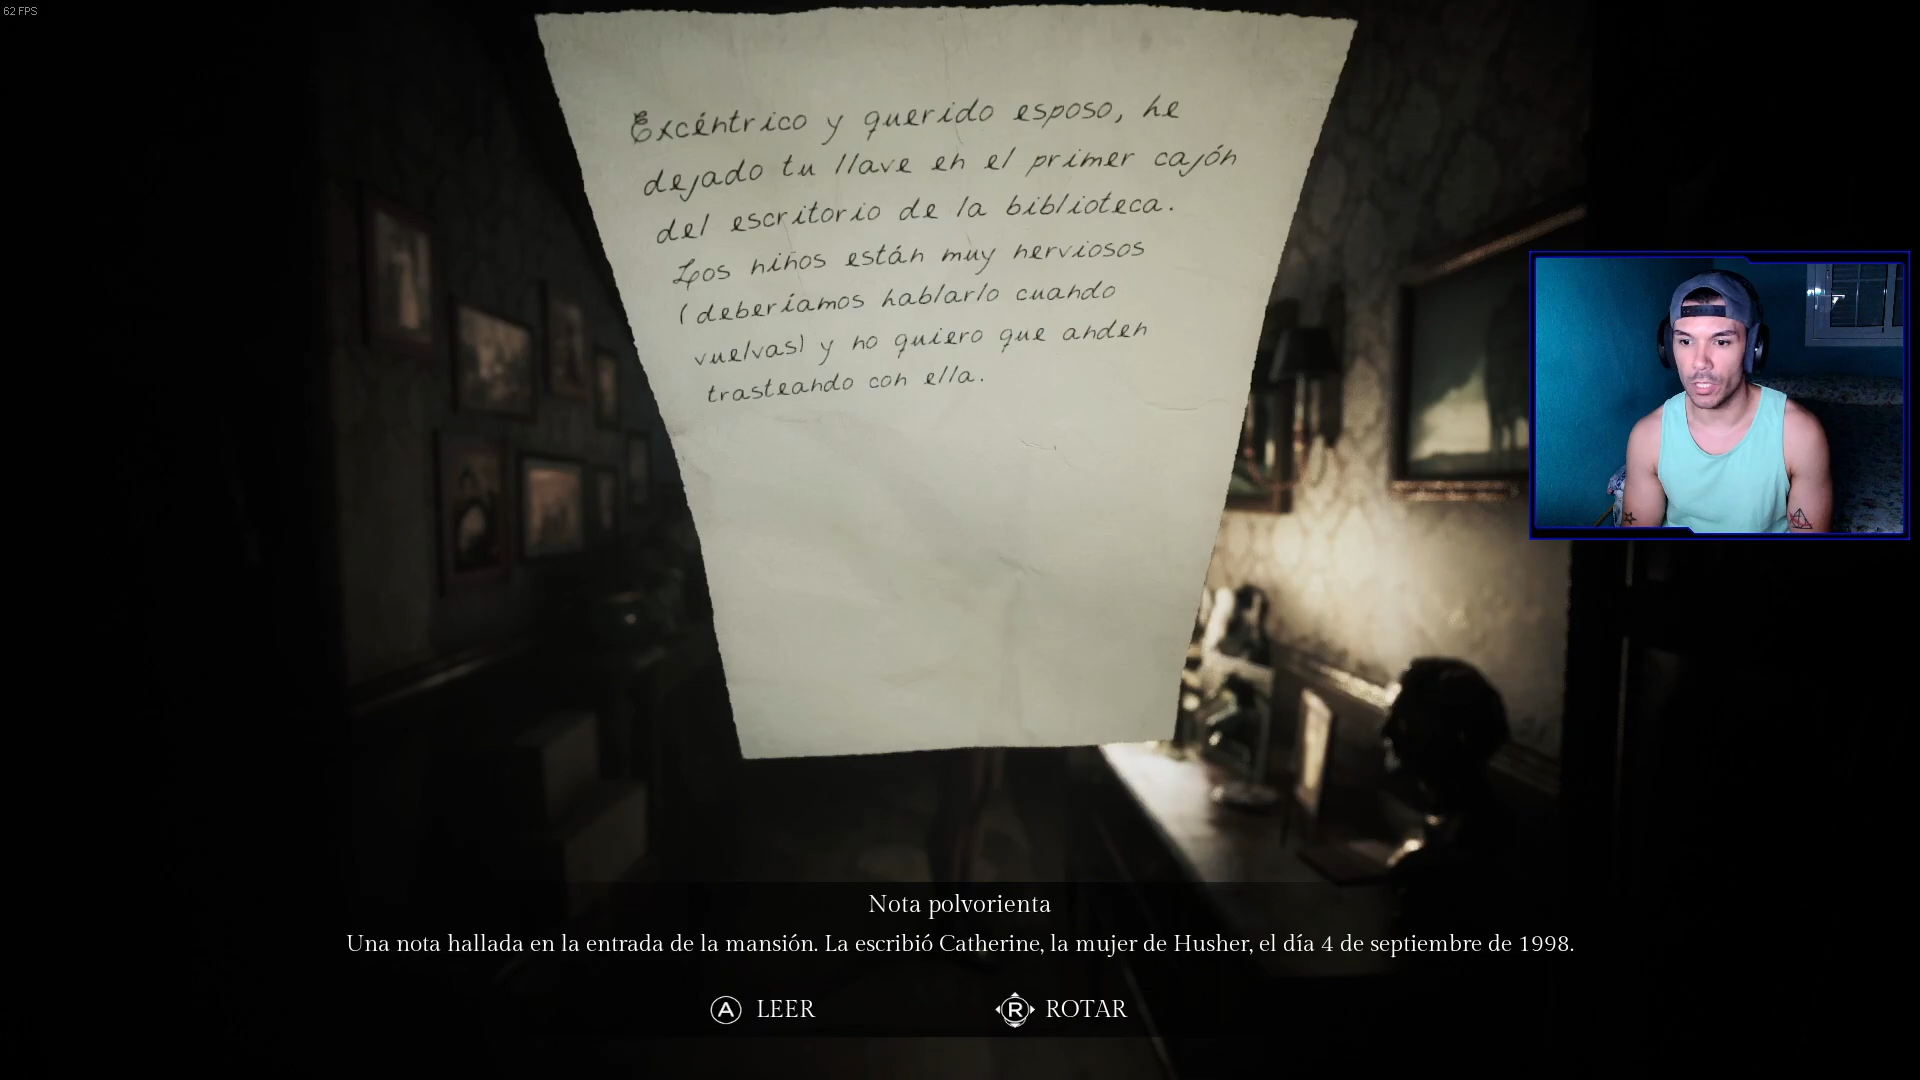 62 FPS
Excéntrico y querido esposo, he
dejado tu llave en el primer cajón
del escritorio de la biblioteca.
Los niños están muy nerviosos
(deberíamos hablarlo cuando
vuelvas) y no quiero que anden
trasteando con ella.
Nota polvorienta
Una nota hallada en la entrada de la mansión. La escribió Catherine, la mujer de Husher, el día 4 de septiembre de 1998.
A LEER
R ROTAR